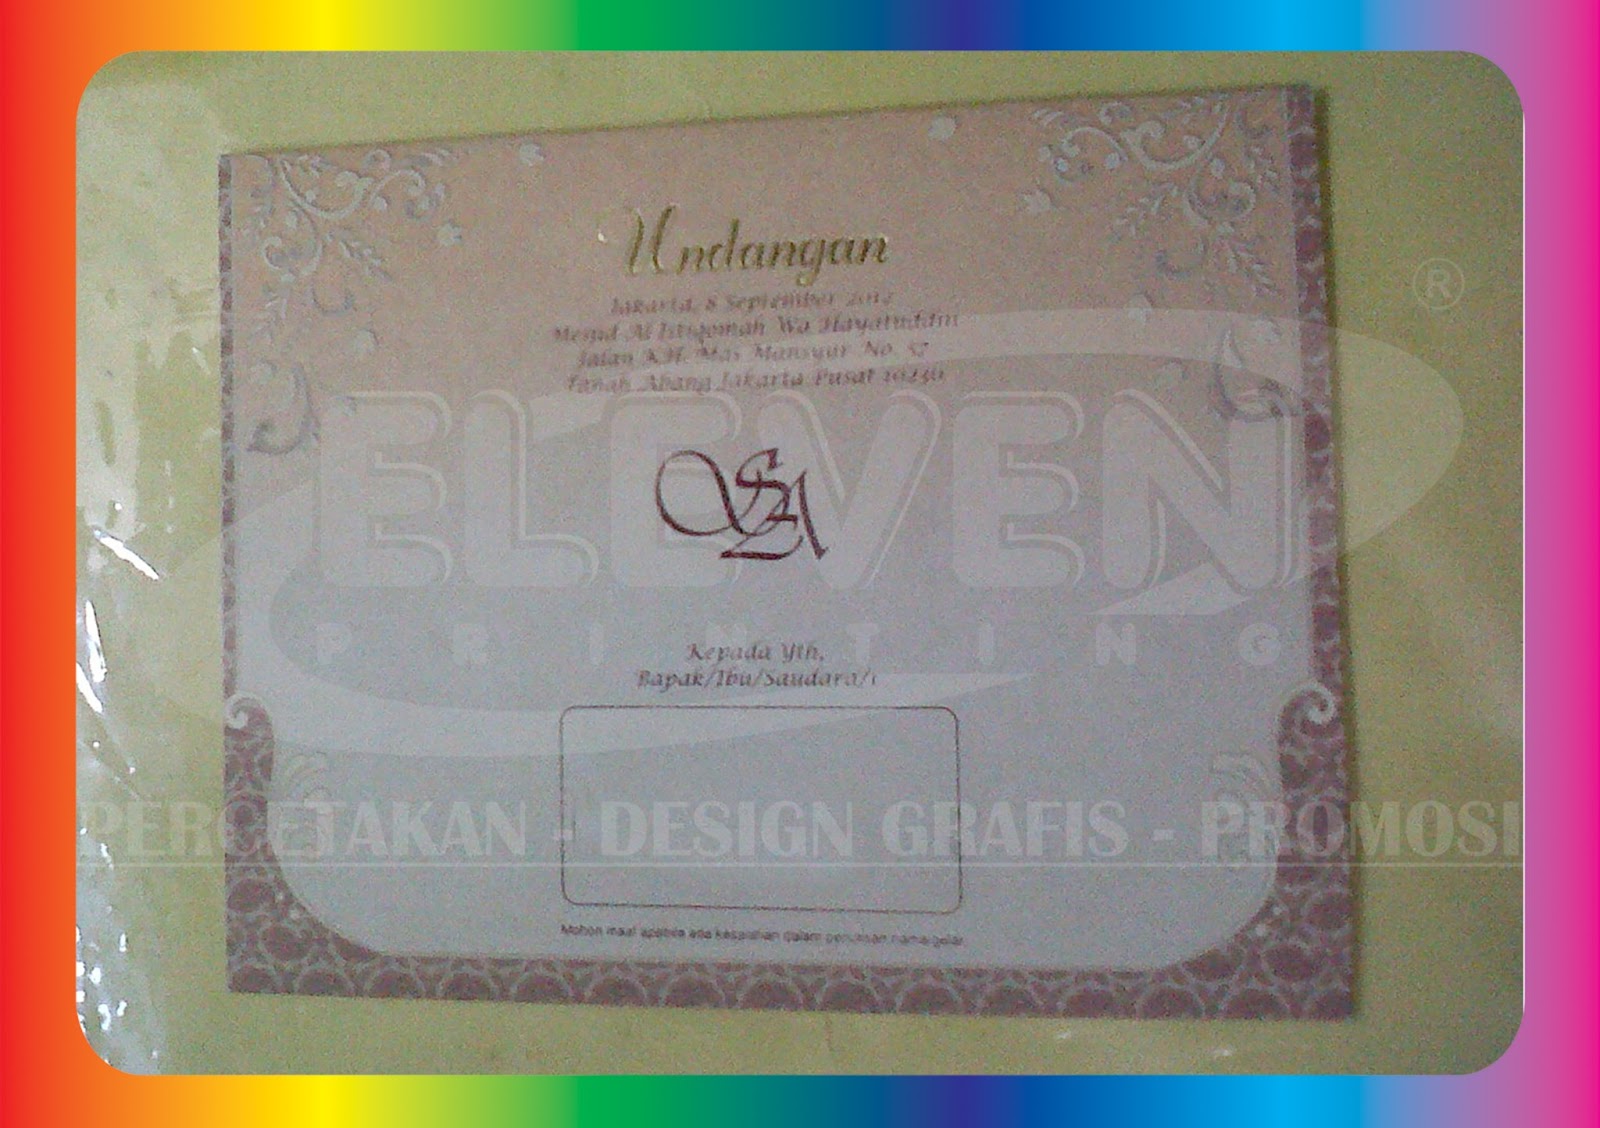 Undangan
Jakarta, 8 September 2012
Mesjid Al Istiqomah Wa Hayatuddin
Jalan K.H. Mas Mansyur No. 57
Tanah Abang Jakarta Pusat 10230
®
ELEVEN
PRINTING
SA
Kepada Yth,
Bapak/Ibu/Saudara/i
PERCETAKAN - DESIGN GRAFIS - PROMOSI
Mohon maaf apabila ada kesalahan dalam penulisan nama/gelar